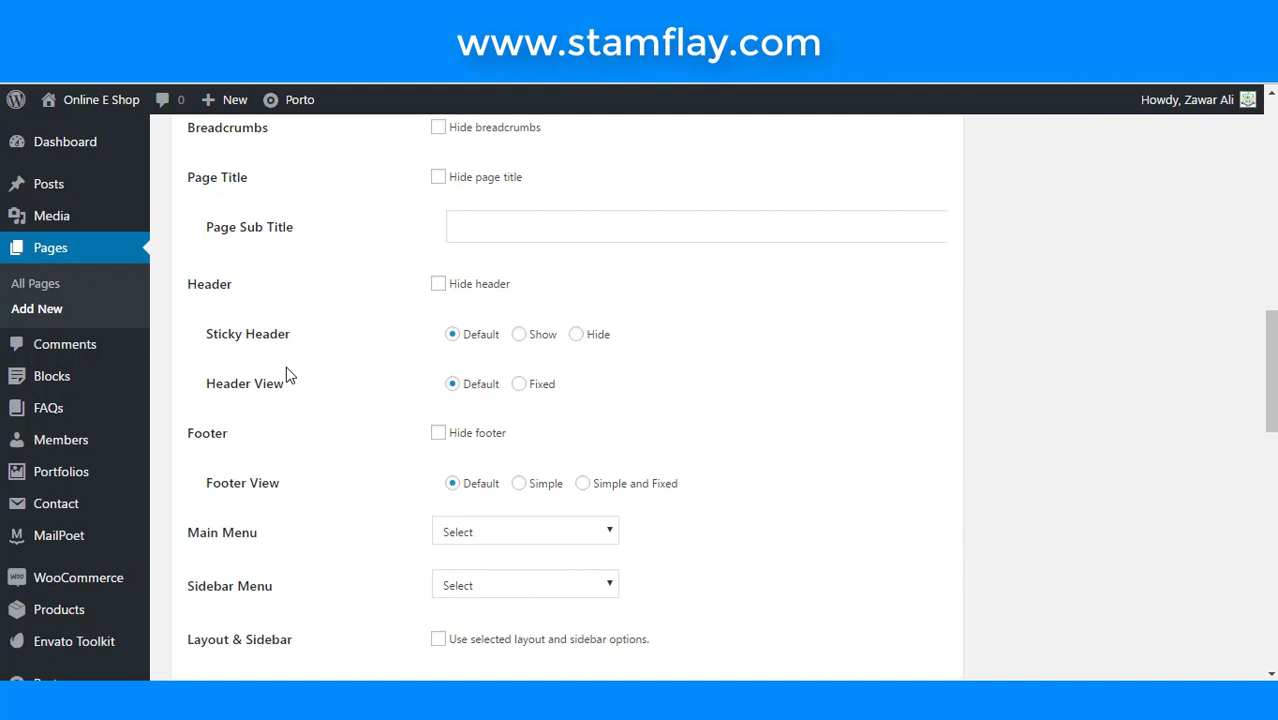 www.stamflay.com
Online E Shop 0 New Porto Howdy, Zawar Ali
Breadcrumbs Hide breadcrumbs
Dashboard
Page Title Hide page title
Posts
Media
Page Sub Title
Pages
All Pages
Header Hide header
Add New
Sticky Header Default Show Hide
Comments
Blocks
Header View Default Fixed
FAQs
Footer Hide footer
Members
Portfolios
Footer View Default Simple Simple and Fixed
Contact
Main Menu Select
MailPoet
WooCommerce
Sidebar Menu Select
Products
Layout & Sidebar Use selected layout and sidebar options.
Envato Toolkit